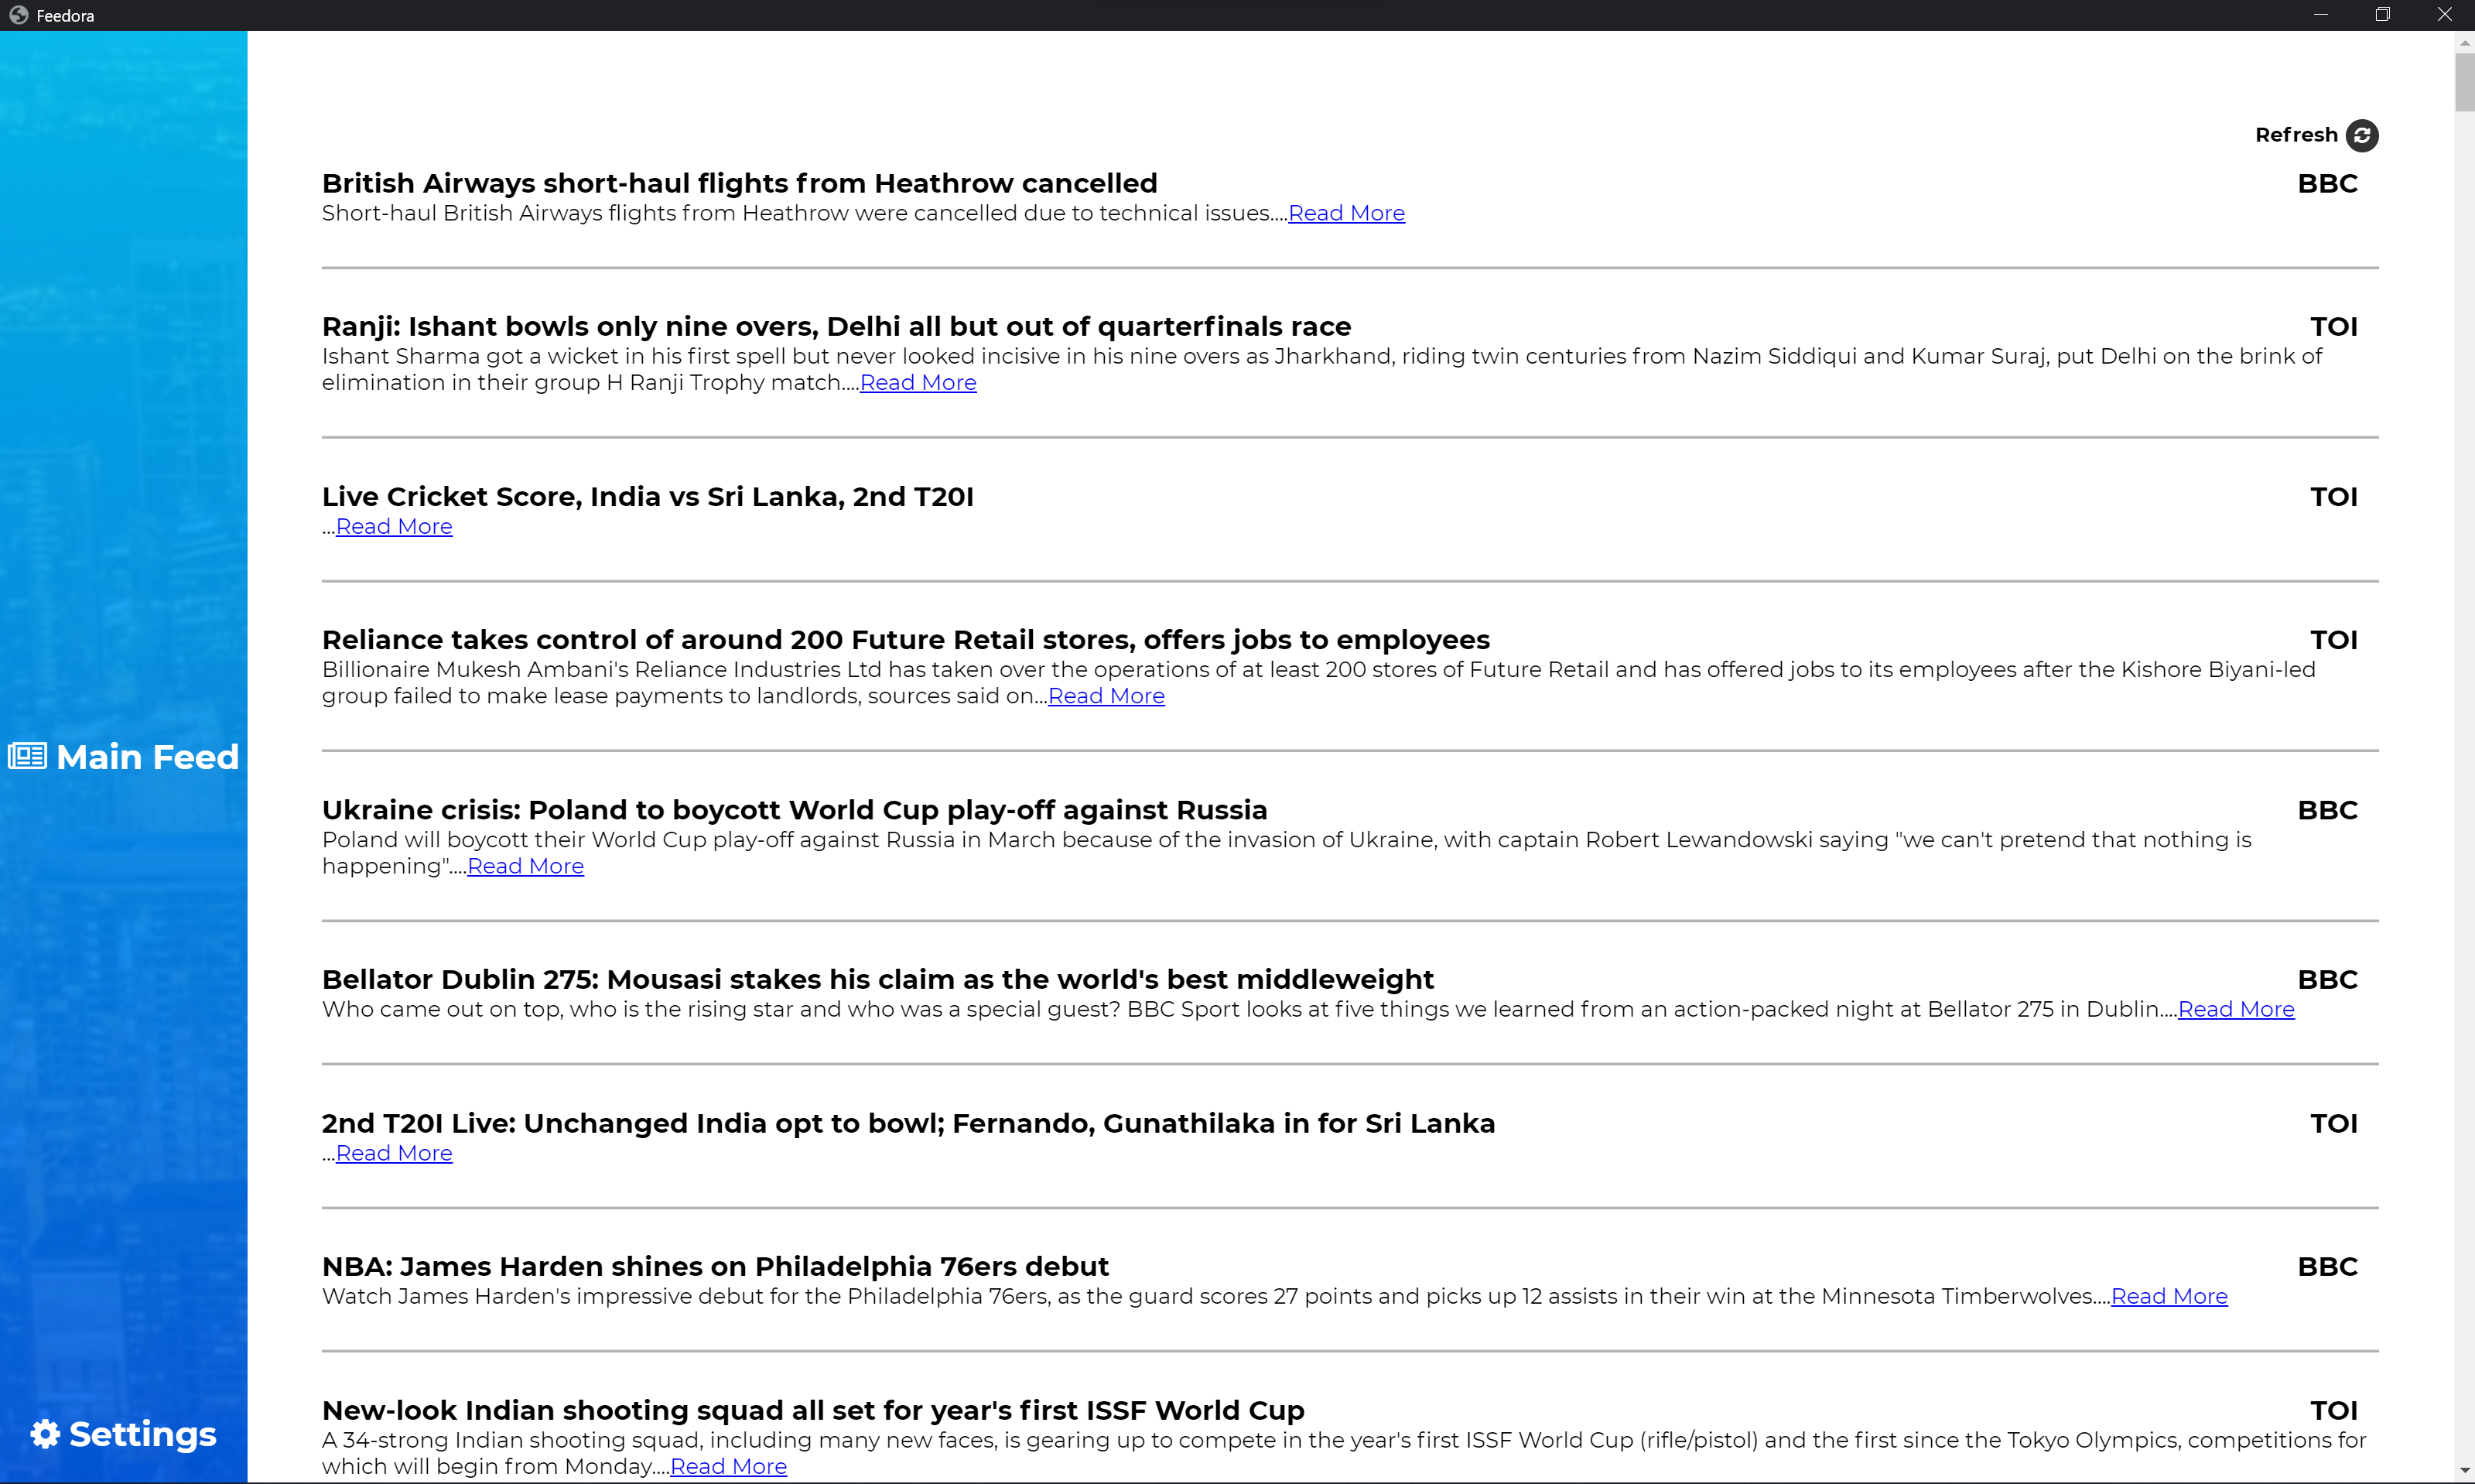 Feedora
Refresh
British Airways short-haul flights from Heathrow cancelled BBC
Short-haul British Airways flights from Heathrow were cancelled due to technical issues....Read More
Ranji: Ishant bowls only nine overs, Delhi all but out of quarterfinals race TOI
Ishant Sharma got a wicket in his first spell but never looked incisive in his nine overs as Jharkhand, riding twin centuries from Nazim Siddiqui and Kumar Suraj, put Delhi on the brink of
elimination in their group H Ranji Trophy match....Read More
Live Cricket Score, India vs Sri Lanka, 2nd T20I TOI
...Read More
Reliance takes control of around 200 Future Retail stores, offers jobs to employees TOI
Billionaire Mukesh Ambani's Reliance Industries Ltd has taken over the operations of at least 200 stores of Future Retail and has offered jobs to its employees after the Kishore Biyani-led
group failed to make lease payments to landlords, sources said on...Read More
Main Feed
Ukraine crisis: Poland to boycott World Cup play-off against Russia BBC
Poland will boycott their World Cup play-off against Russia in March because of the invasion of Ukraine, with captain Robert Lewandowski saying "we can't pretend that nothing is
happening"....Read More
Bellator Dublin 275: Mousasi stakes his claim as the world's best middleweight BBC
Who came out on top, who is the rising star and who was a special guest? BBC Sport looks at five things we learned from an action-packed night at Bellator 275 in Dublin....Read More
2nd T20I Live: Unchanged India opt to bowl; Fernando, Gunathilaka in for Sri Lanka TOI
...Read More
NBA: James Harden shines on Philadelphia 76ers debut BBC
Watch James Harden's impressive debut for the Philadelphia 76ers, as the guard scores 27 points and picks up 12 assists in their win at the Minnesota Timberwolves....Read More
New-look Indian shooting squad all set for year's first ISSF World Cup TOI
A 34-strong Indian shooting squad, including many new faces, is gearing up to compete in the year's first ISSF World Cup (rifle/pistol) and the first since the Tokyo Olympics, competitions for
which will begin from Monday....Read More
Settings